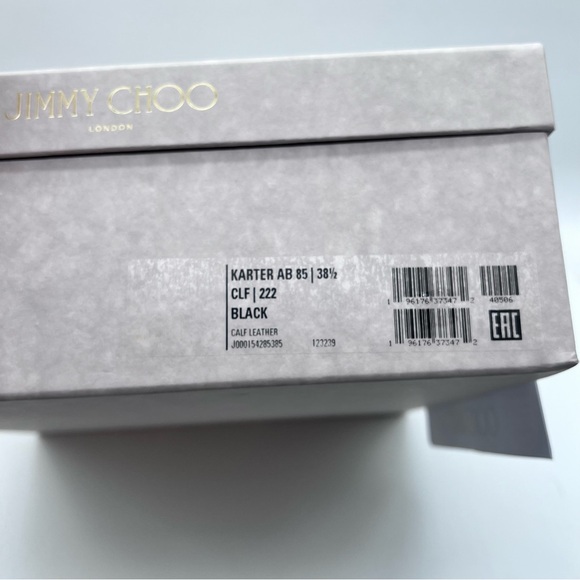 JIMMY CHOO
LONDON
KARTER AB 85 | 38½
CLF | 222
BLACK
CALF LEATHER
J000154285385 123239
1 96176 37347 2 40506
1 96176 37347 2
EAC